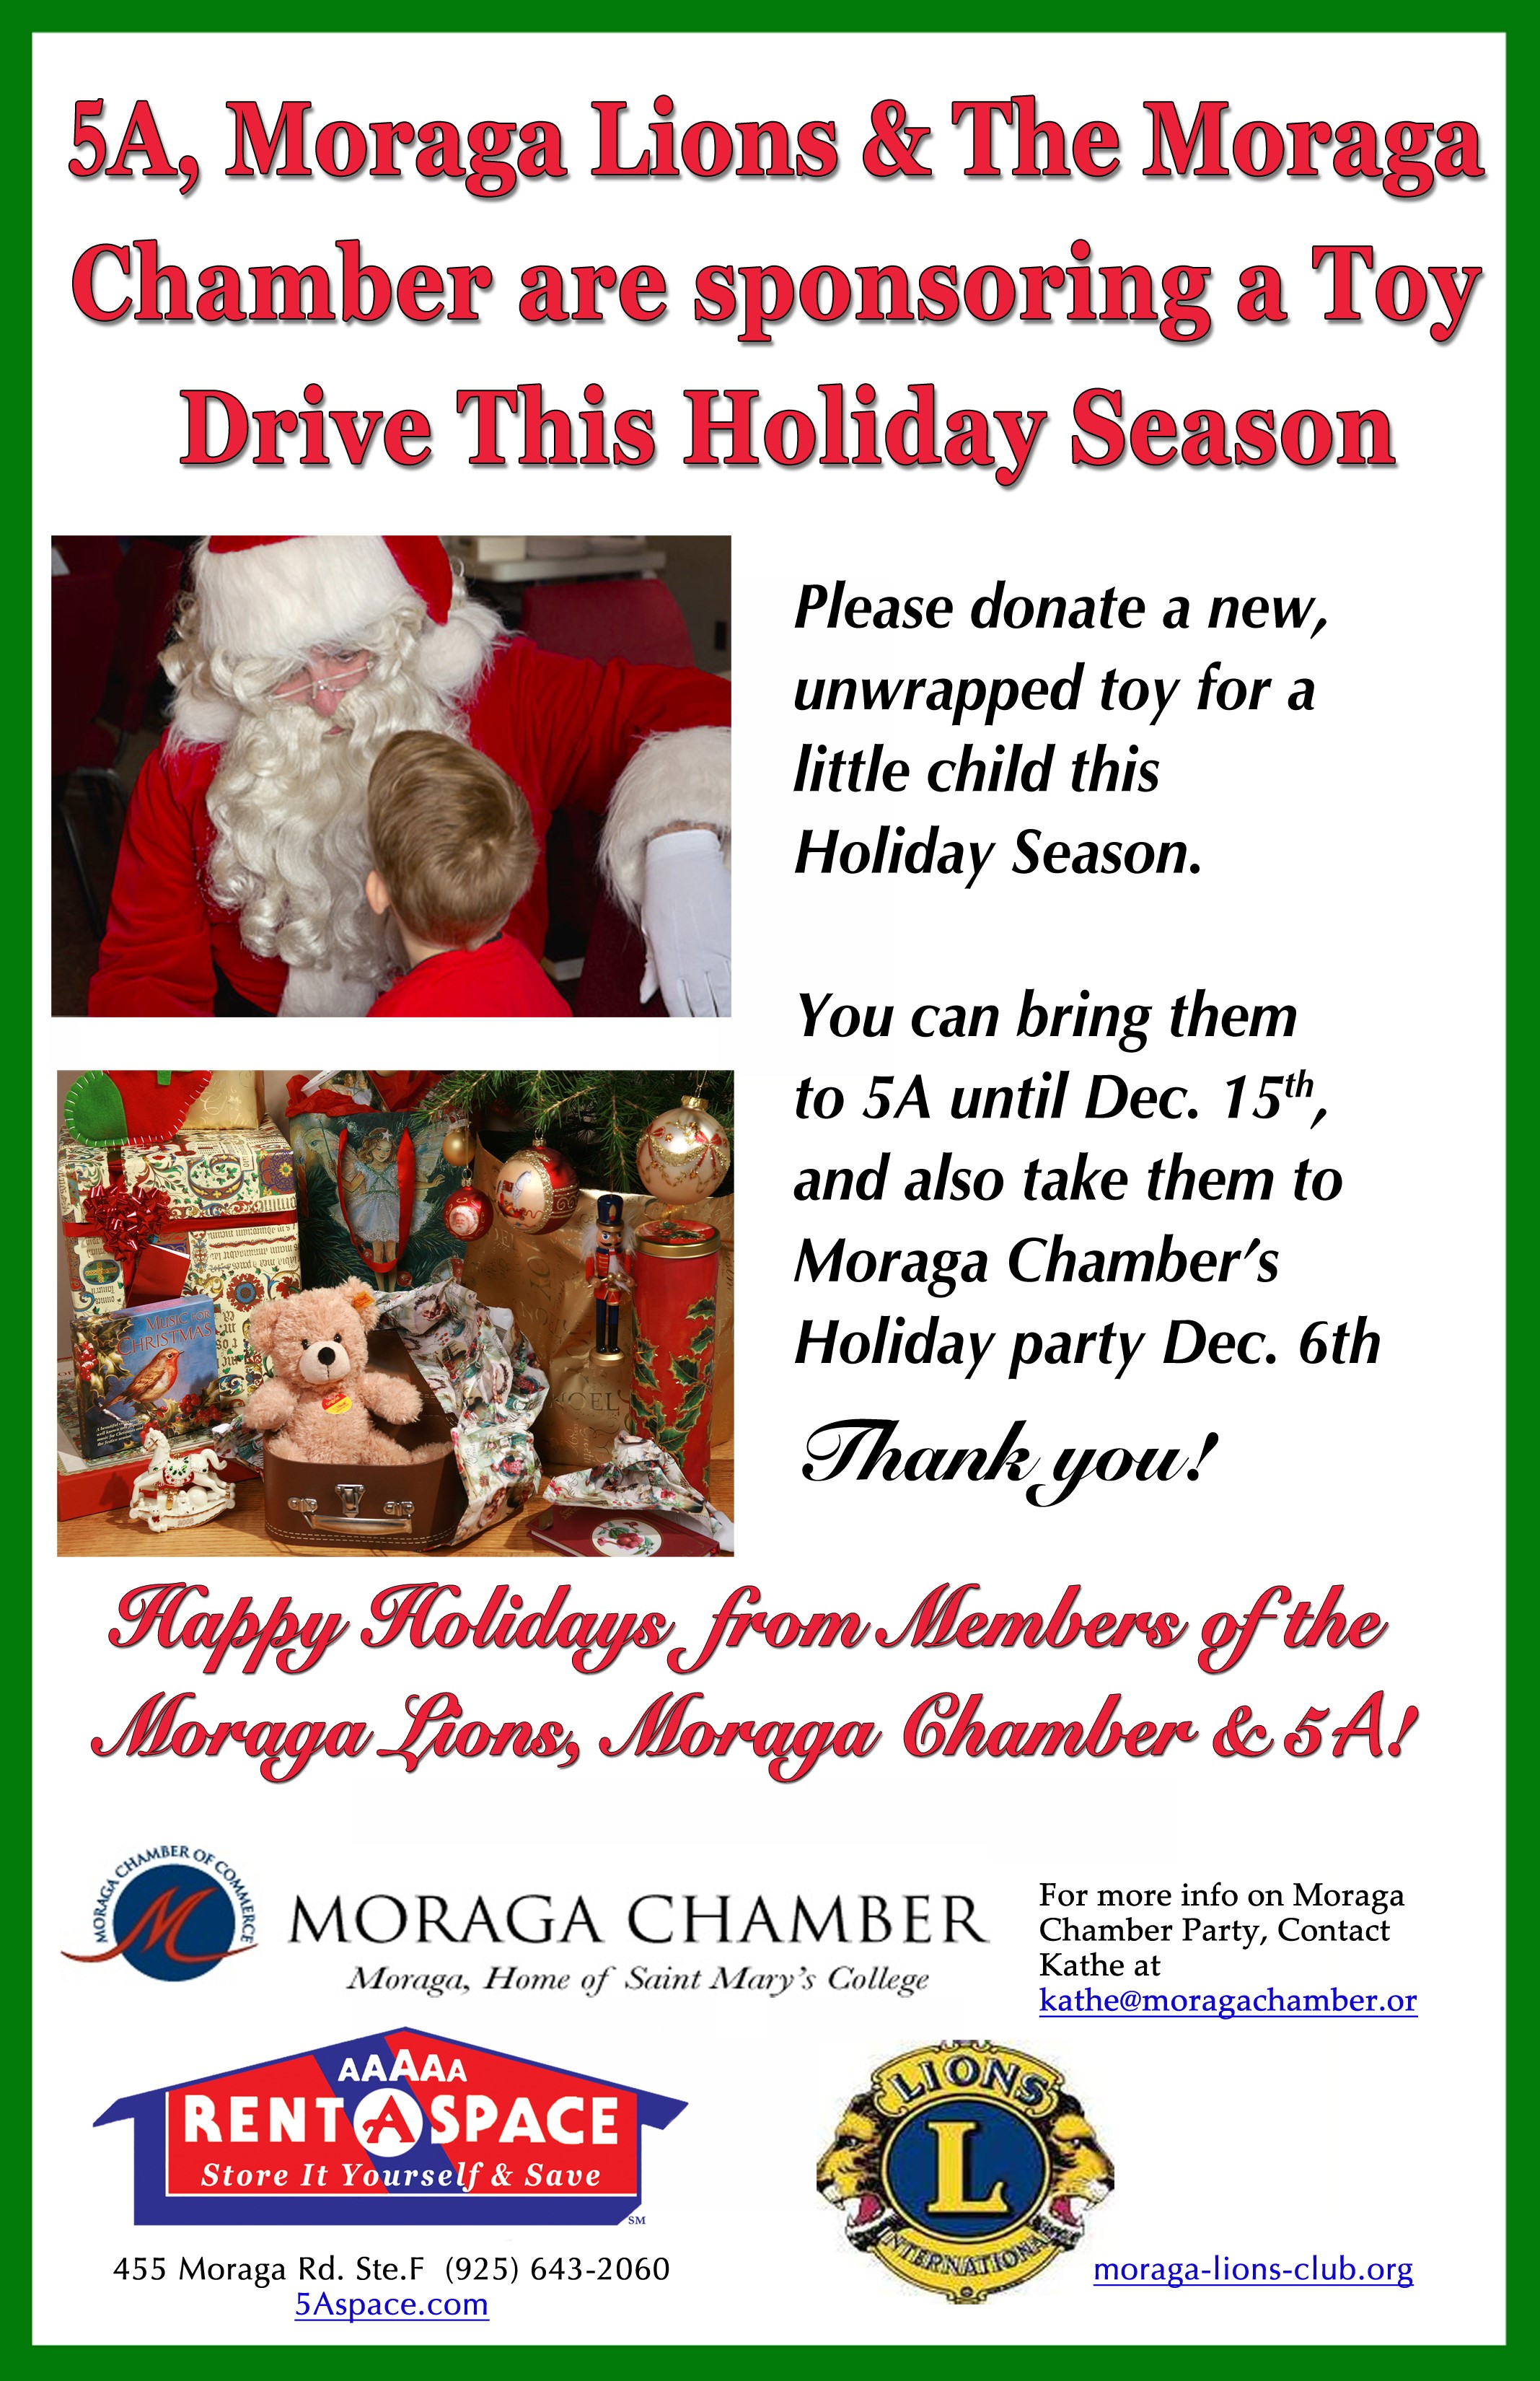 5A, Moraga Lions & The Moraga
Chamber are sponsoring a Toy
Drive This Holiday Season
Please donate a new,
unwrapped toy for a
little child this
Holiday Season.
You can bring them
to 5A until Dec. 15th,
and also take them to
Moraga Chamber’s
Holiday party Dec. 6th
Thank you!
MUSIC FOR
CHRISTMAS
NOEL
Happy Holidays from Members of the
Moraga Lions, Moraga Chamber & 5A!
MORAGA CHAMBER OF COMMERCE
M
MORAGA CHAMBER
Moraga, Home of Saint Mary’s College
For more info on Moraga
Chamber Party, Contact
Kathe at
kathe@moragachamber.or
AAAAA
RENT A SPACE
Store It Yourself & Save
SM
455 Moraga Rd. Ste.F (925) 643-2060
5Aspace.com
LIONS
L
INTERNATIONAL
moraga-lions-club.org